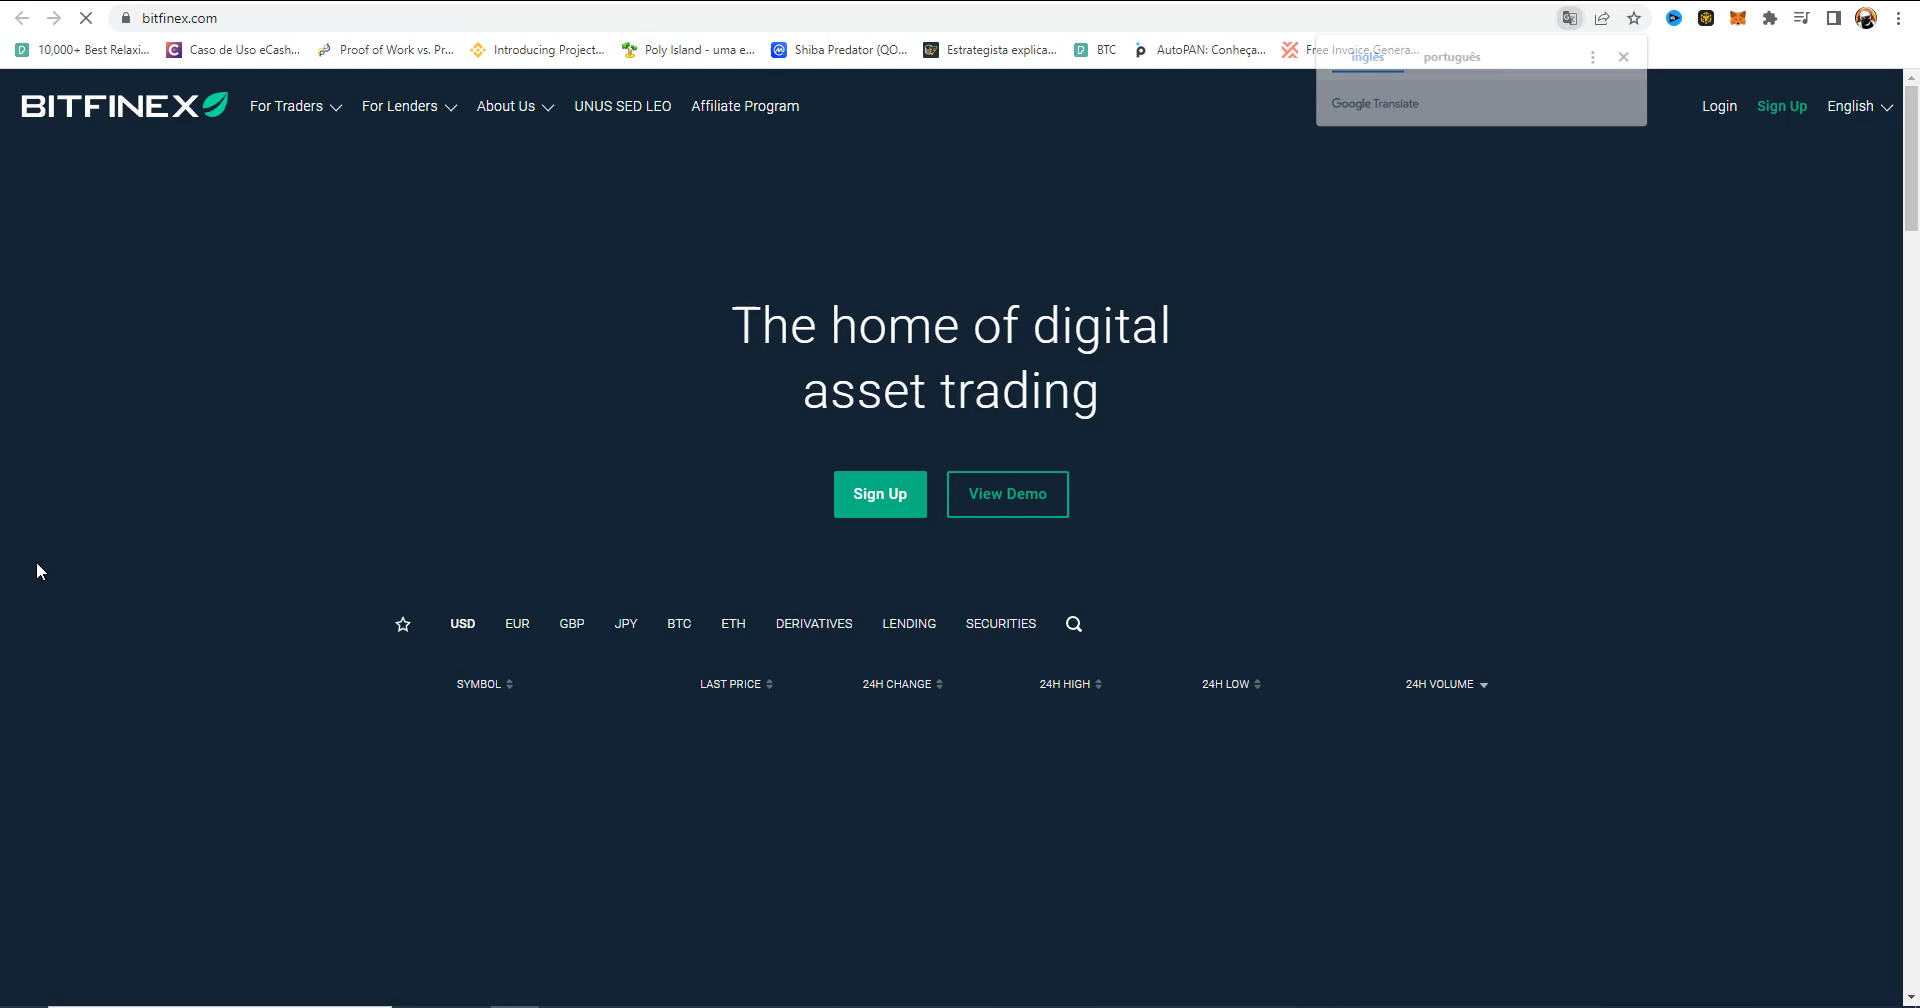 bitfinex.com
10,000+ Best Relaxi... Caso de Uso eCash... Proof of Work vs. Pr... Introducing Project... Poly Island - uma e... Shiba Predator (QO... Estrategista explica... BTC AutoPAN: Conheça... Free Invoice Genera...
inglês português
Google Translate
BITFINEX For Traders For Lenders About Us UNUS SED LEO Affiliate Program Login Sign Up English
The home of digital
asset trading
Sign Up View Demo
USD EUR GBP JPY BTC ETH DERIVATIVES LENDING SECURITIES
SYMBOL LAST PRICE 24H CHANGE 24H HIGH 24H LOW 24H VOLUME